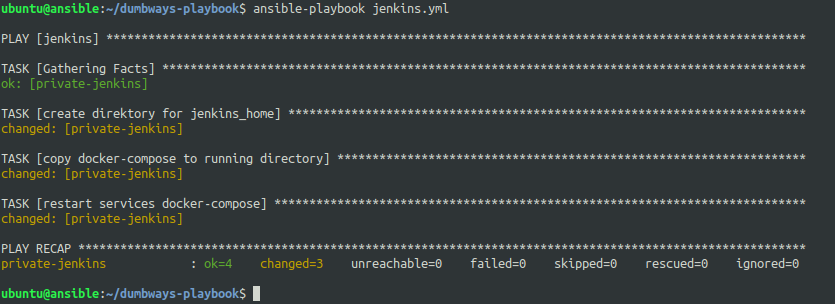 ubuntu@ansible:~/dumbways-playbook$ ansible-playbook jenkins.yml
PLAY [jenkins] ****************************************************************************************************
TASK [Gathering Facts] ********************************************************************************************
ok: [private-jenkins]
TASK [create direktory for jenkins_home] **************************************************************************
changed: [private-jenkins]
TASK [copy docker-compose to running directory] *******************************************************************
changed: [private-jenkins]
TASK [restart services docker-compose] ****************************************************************************
changed: [private-jenkins]
PLAY RECAP ********************************************************************************************************
private-jenkins            : ok=4    changed=3    unreachable=0    failed=0    skipped=0    rescued=0    ignored=0
ubuntu@ansible:~/dumbways-playbook$